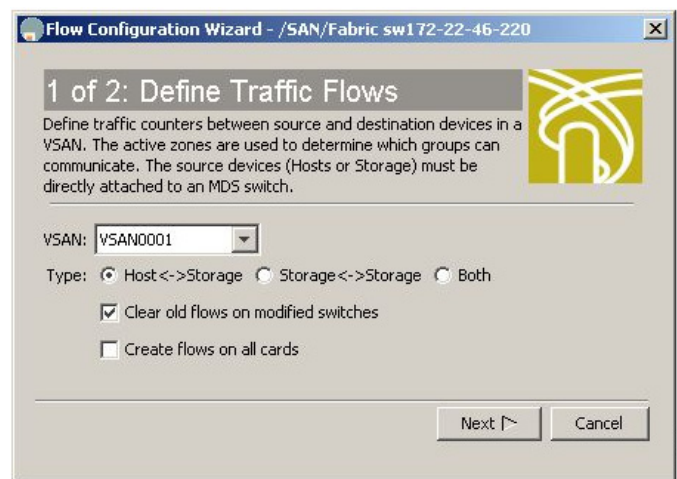 Flow Configuration Wizard - /SAN/Fabric sw172-22-46-220
1 of 2: Define Traffic Flows
Define traffic counters between source and destination devices in a
VSAN. The active zones are used to determine which groups can
communicate. The source devices (Hosts or Storage) must be
directly attached to an MDS switch.
VSAN: VSAN0001
Type: Host<->Storage Storage<->Storage Both
Clear old flows on modified switches
Create flows on all cards
Next Cancel